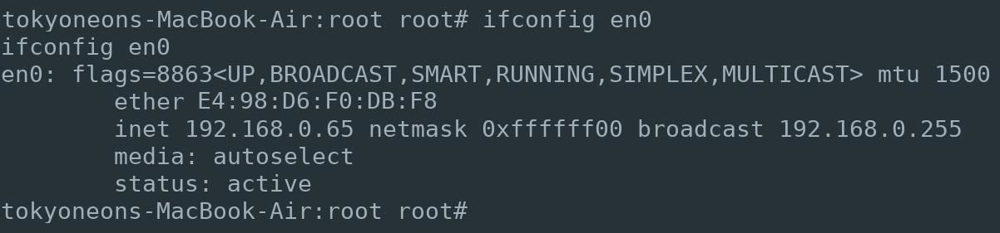 tokyoneons-MacBook-Air:root root# ifconfig en0
ifconfig en0
en0: flags=8863<UP,BROADCAST,SMART,RUNNING,SIMPLEX,MULTICAST> mtu 1500
        ether E4:98:D6:F0:DB:F8
        inet 192.168.0.65 netmask 0xffffff00 broadcast 192.168.0.255
        media: autoselect
        status: active
tokyoneons-MacBook-Air:root root#